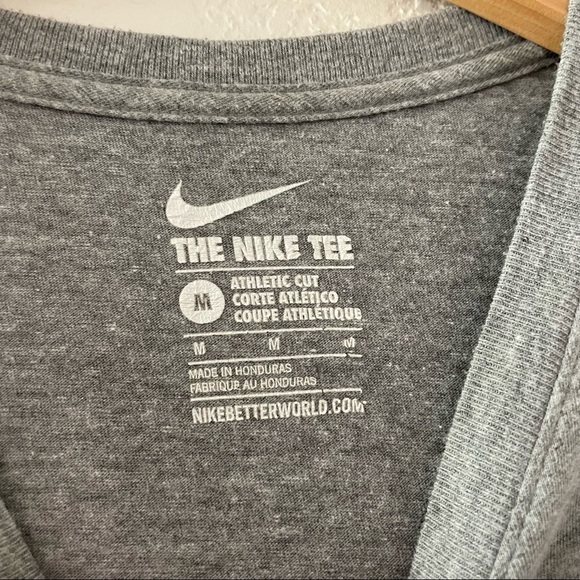 THE NIKE TEE
M
ATHLETIC CUT
CORTE ATLÉTICO
COUPE ATHLÉTIQUE
M M M
MADE IN HONDURAS
FABRIQUÉ AU HONDURAS
NIKEBETTERWORLD.COM